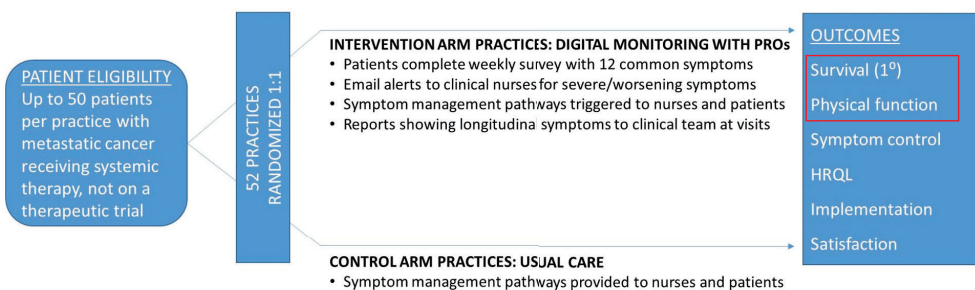 PATIENT ELIGIBILITY
Up to 50 patients
per practice with
metastatic cancer
receiving systemic
therapy, not on a
therapeutic trial
52 PRACTICES
RANDOMIZED 1:1
INTERVENTION ARM PRACTICES: DIGITAL MONITORING WITH PROs
• Patients complete weekly survey with 12 common symptoms
• Email alerts to clinical nurses for severe/worsening symptoms
• Symptom management pathways triggered to nurses and patients
• Reports showing longitudinal symptoms to clinical team at visits
CONTROL ARM PRACTICES: USUAL CARE
• Symptom management pathways provided to nurses and patients
OUTCOMES
Survival (1⁰)
Physical function
Symptom control
HRQL
Implementation
Satisfaction